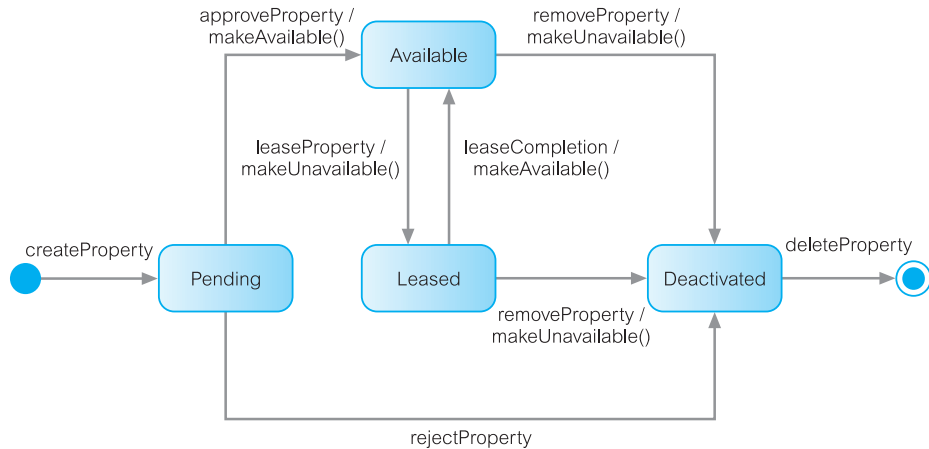 approveProperty /
makeAvailable()
removeProperty /
makeUnavailable()
Available
leaseProperty /
makeUnavailable()
leaseCompletion /
makeAvailable()
createProperty
deleteProperty
Pending
Leased
Deactivated
removeProperty /
makeUnavailable()
rejectProperty